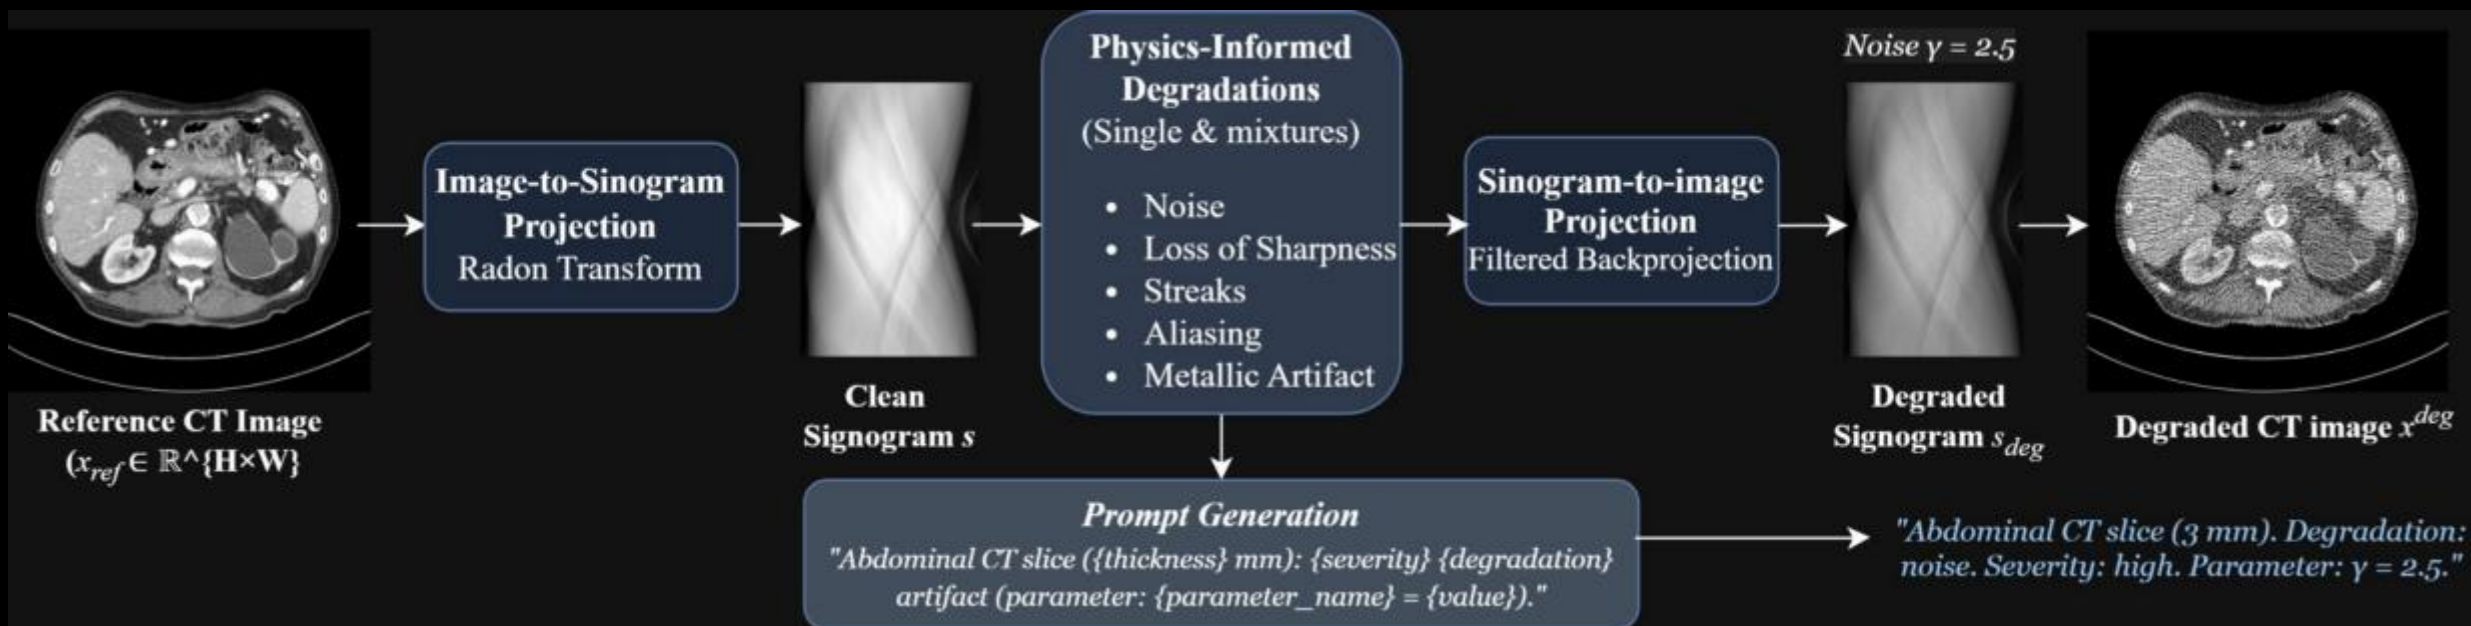 Reference CT Image
(x_ref ∈ ℝ^{H×W}
Image-to-Sinogram
Projection
Radon Transform
Clean
Signogram s
Physics-Informed
Degradations
(Single & mixtures)
• Noise
• Loss of Sharpness
• Streaks
• Aliasing
• Metallic Artifact
Sinogram-to-image
Projection
Filtered Backprojection
Noise γ = 2.5
Degraded
Signogram s_deg
Degraded CT image x^deg
Prompt Generation
"Abdominal CT slice ({thickness} mm): {severity} {degradation}
artifact (parameter: {parameter_name} = {value})."
"Abdominal CT slice (3 mm). Degradation:
noise. Severity: high. Parameter: γ = 2.5."